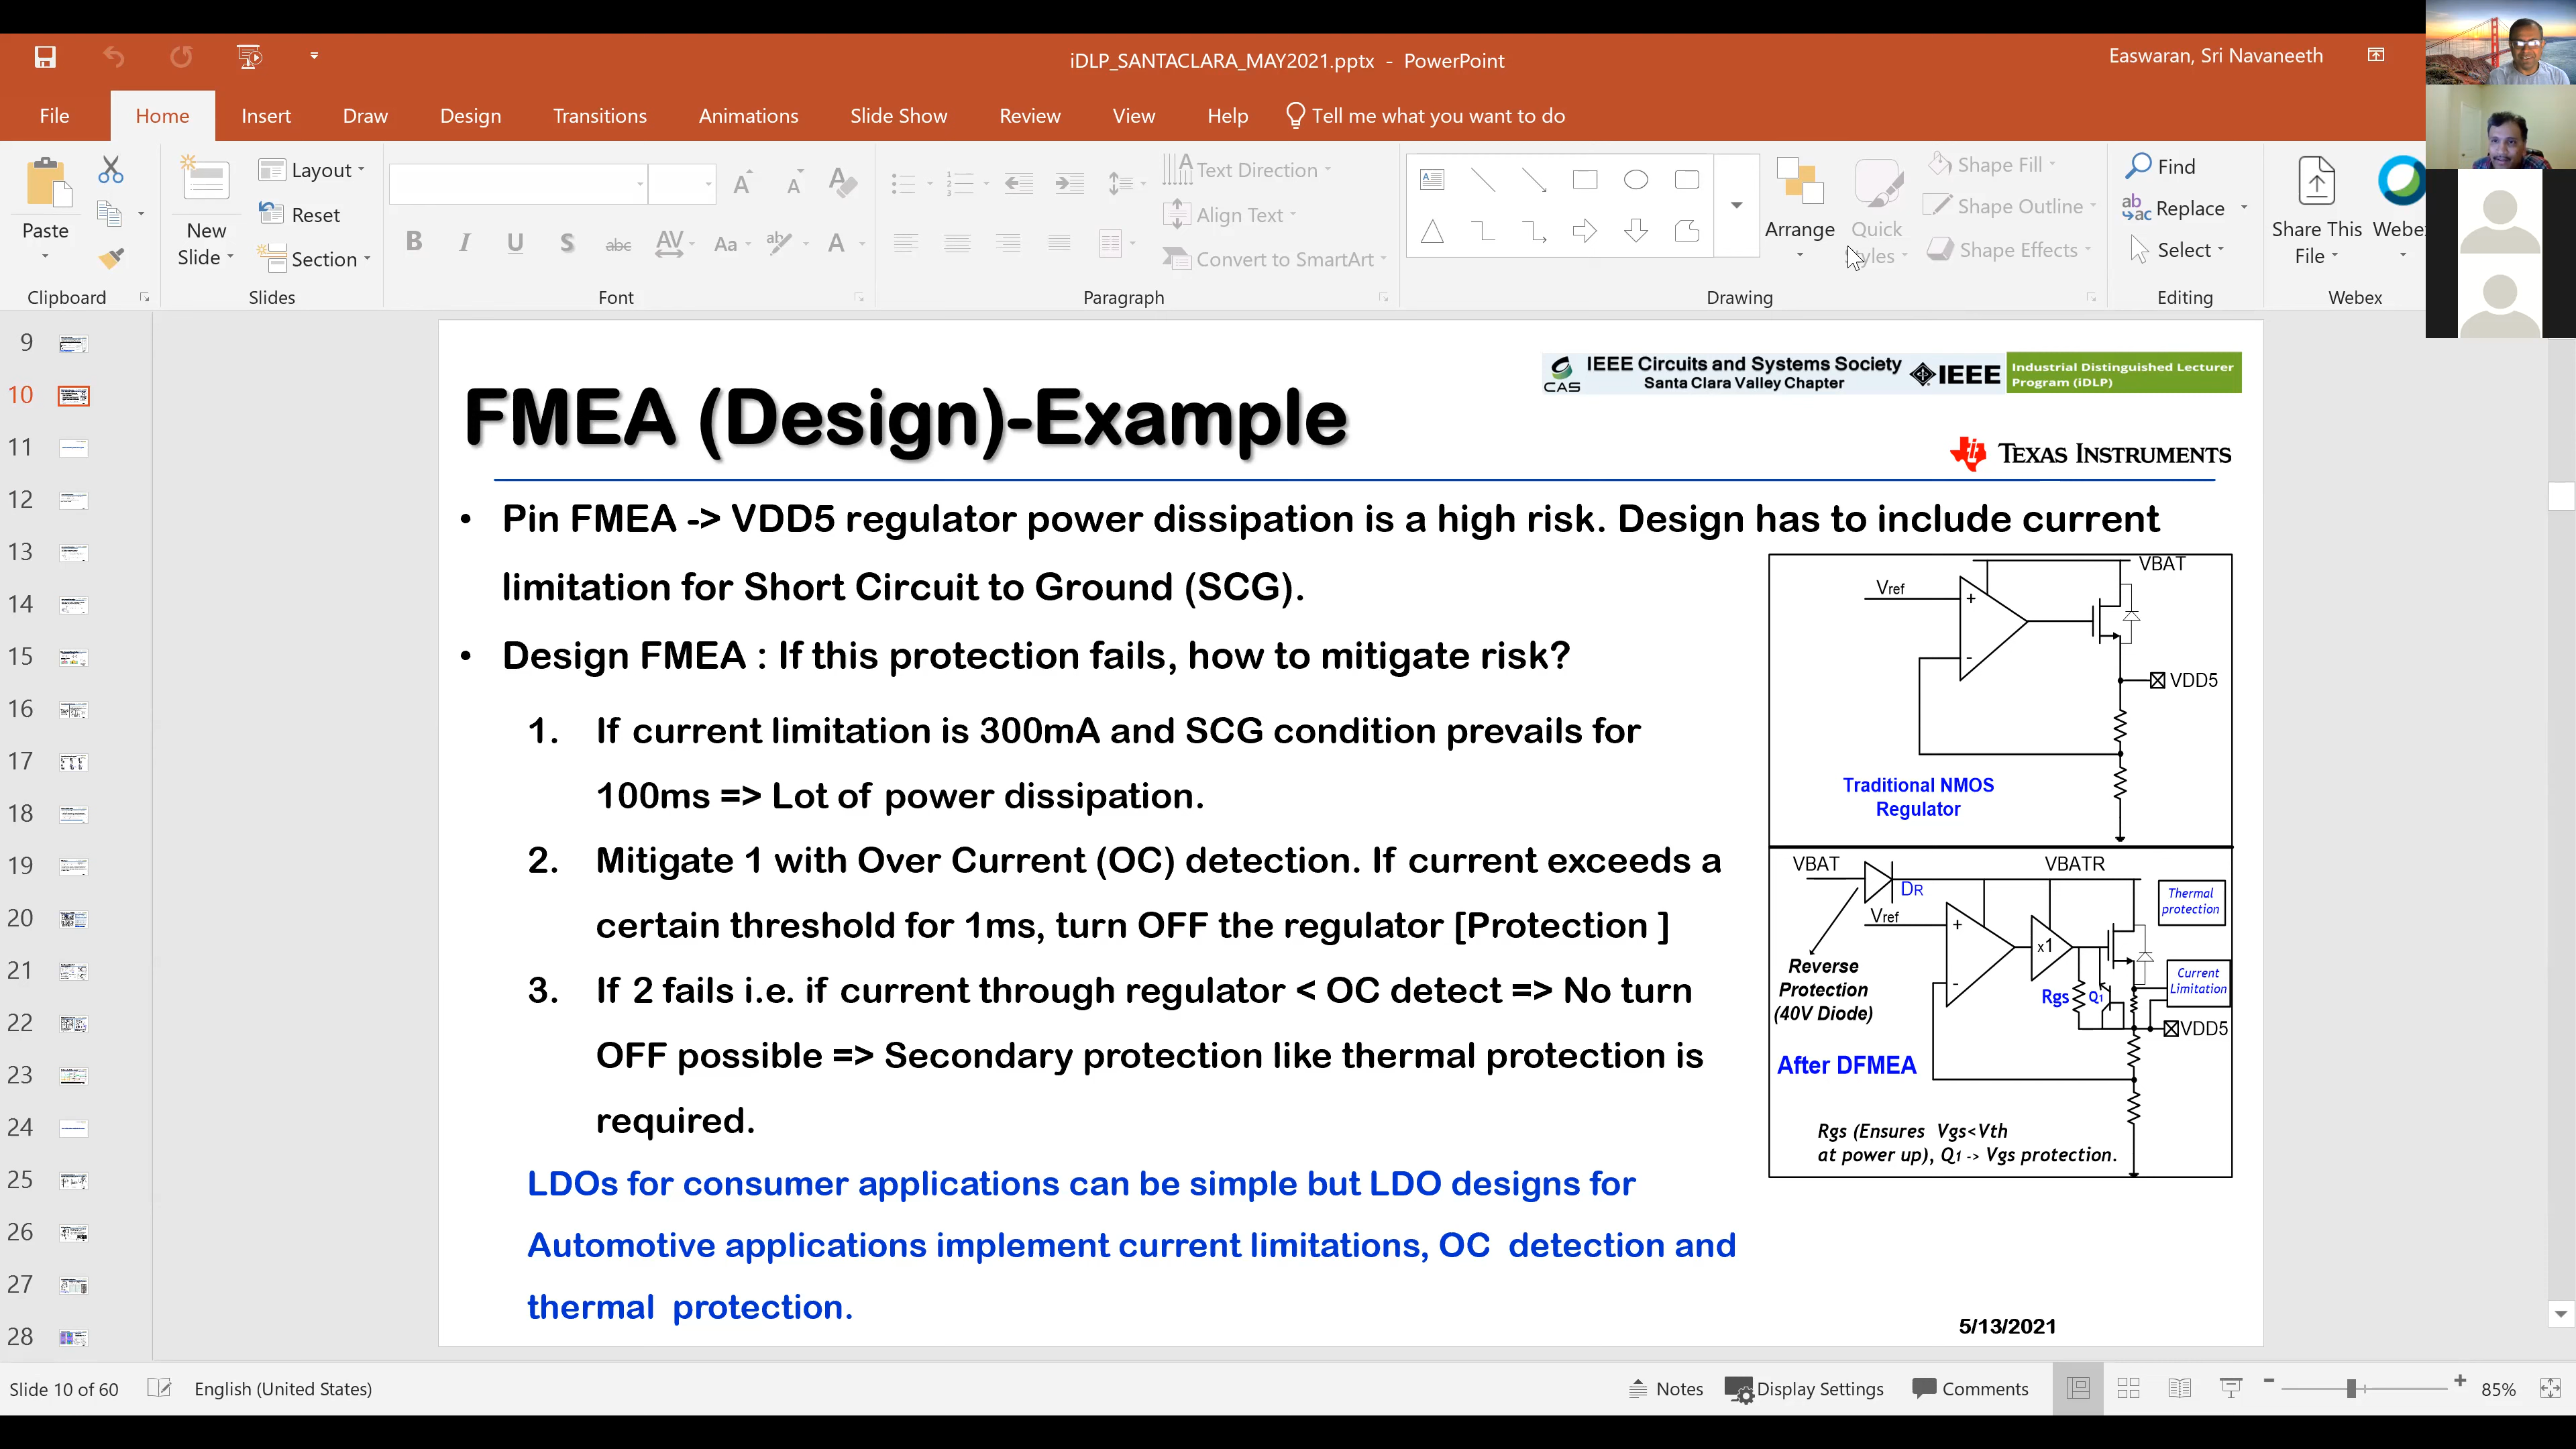 iDLP_SANTACLARA_MAY2021.pptx - PowerPoint
Easwaran, Sri Navaneeth
File Home Insert Draw Design Transitions Animations Slide Show Review View Help Tell me what you want to do
Paste
New Slide
Layout
Reset
Section
B I U S abc AV Aa A
Text Direction
Align Text
Convert to SmartArt
Arrange
Quick
Shape Fill
Shape Outline
Shape Effects
Find
Replace
Select
Share This File
Clipboard Slides Font Paragraph Drawing Editing Webex
9
10
11
12
13
14
15
16
17
18
19
20
21
22
23
24
25
26
27
28
CAS
IEEE Circuits and Systems Society
Santa Clara Valley Chapter
IEEE
Industrial Distinguished Lecturer
Program (iDLP)
FMEA (Design)-Example
TEXAS INSTRUMENTS
• Pin FMEA -> VDD5 regulator power dissipation is a high risk. Design has to include current
limitation for Short Circuit to Ground (SCG).
• Design FMEA : If this protection fails, how to mitigate risk?
1. If current limitation is 300mA and SCG condition prevails for
100ms => Lot of power dissipation.
2. Mitigate 1 with Over Current (OC) detection. If current exceeds a
certain threshold for 1ms, turn OFF the regulator [Protection ]
3. If 2 fails i.e. if current through regulator < OC detect => No turn
OFF possible => Secondary protection like thermal protection is
required.
LDOs for consumer applications can be simple but LDO designs for
Automotive applications implement current limitations, OC detection and
thermal protection.
VBAT
Vref
+
-
VDD5
Traditional NMOS
Regulator
VBAT
DR
VBATR
Thermal
protection
Vref
+
-
x1
Reverse
Protection
(40V Diode)
Rgs
Q1
Current
Limitation
VDD5
After DFMEA
Rgs (Ensures Vgs<Vth
at power up), Q1 -> Vgs protection.
5/13/2021
Slide 10 of 60
English (United States)
Notes Display Settings Comments
85%